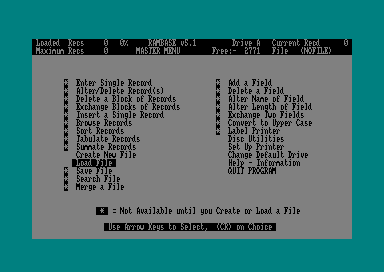 Loaded Recs 0 0% RAMBASE v5.1 Drive A Current Recd 0
Maximum Recs 0 MASTER MENU Free:- 2771 File (NOFILE)
* Enter Single Record * Add a Field
* Alter/Delete Record(s) * Delete a Field
* Delete a Block of Records * Alter Name of Field
* Exchange Blocks of Records * Alter Length of Field
* Insert a Single Record * Exchange Two Fields
* Browse Records * Convert to Upper Case
* Sort Records * Label Printer
* Tabulate Records Disc Utilities
* Summate Records Set Up Printer
Create New File Change Default Drive
Load File Help - Information
* Save File QUIT PROGRAM
* Search File
* Merge a File
* = Not Available until you Create or Load a File
Use Arrow Keys to Select, (CR) on Choice